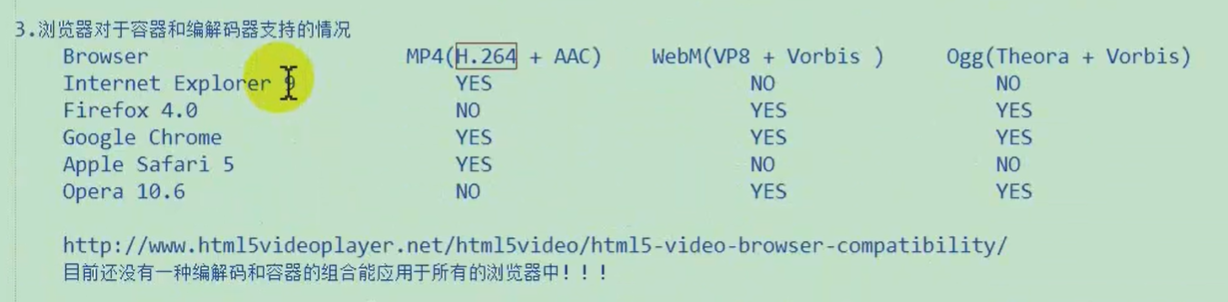 3.浏览器对于容器和编解码器支持的情况
Browser MP4(H.264 + AAC) WebM(VP8 + Vorbis ) Ogg(Theora + Vorbis)
Internet Explorer 9 YES NO NO
Firefox 4.0 NO YES YES
Google Chrome YES YES YES
Apple Safari 5 YES NO NO
Opera 10.6 NO YES YES
http://www.html5videoplayer.net/html5video/html5-video-browser-compatibility/
目前还没有一种编解码和容器的组合能应用于所有的浏览器中！！！